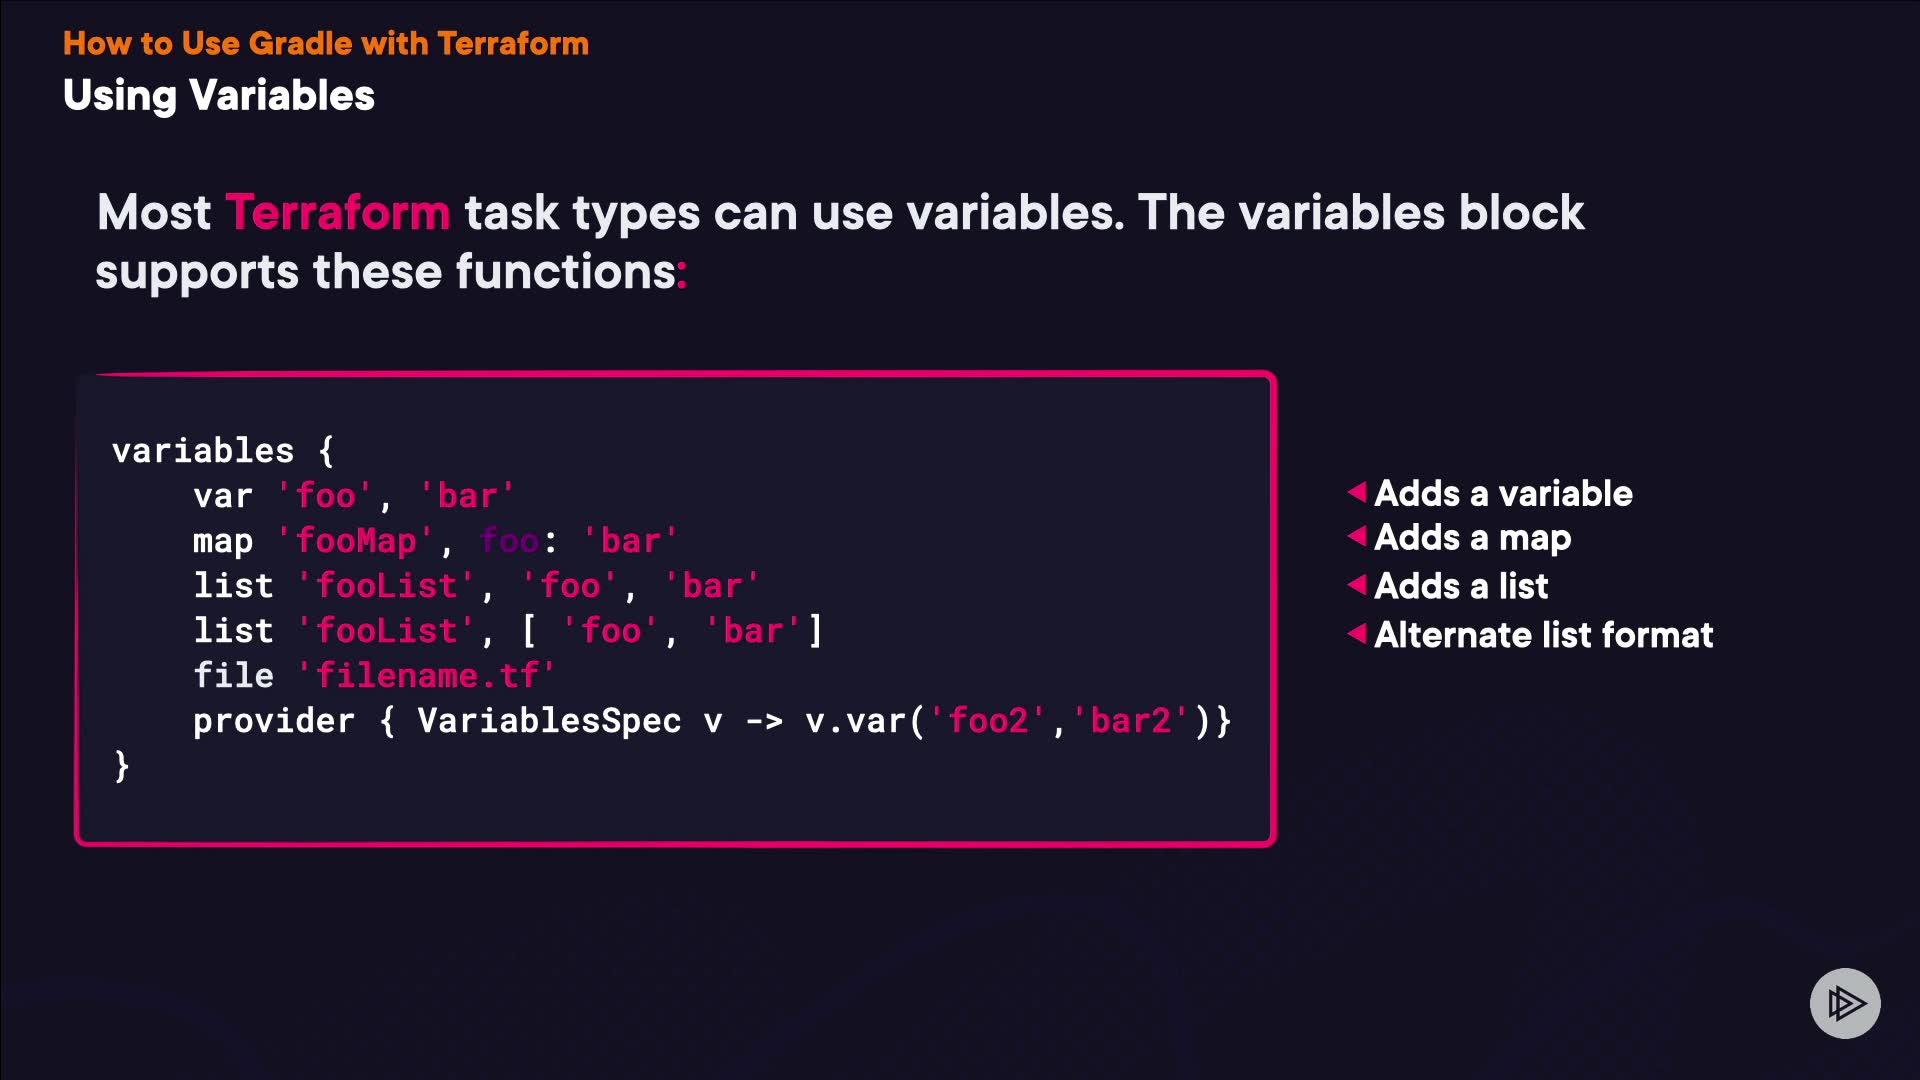 How to Use Gradle with Terraform
Using Variables
Most Terraform task types can use variables. The variables block
supports these functions:
variables {
    var 'foo', 'bar'
    map 'fooMap', foo: 'bar'
    list 'fooList', 'foo', 'bar'
    list 'fooList', [ 'foo', 'bar']
    file 'filename.tf'
    provider { VariablesSpec v -> v.var('foo2','bar2')}
}
Adds a variable
Adds a map
Adds a list
Alternate list format